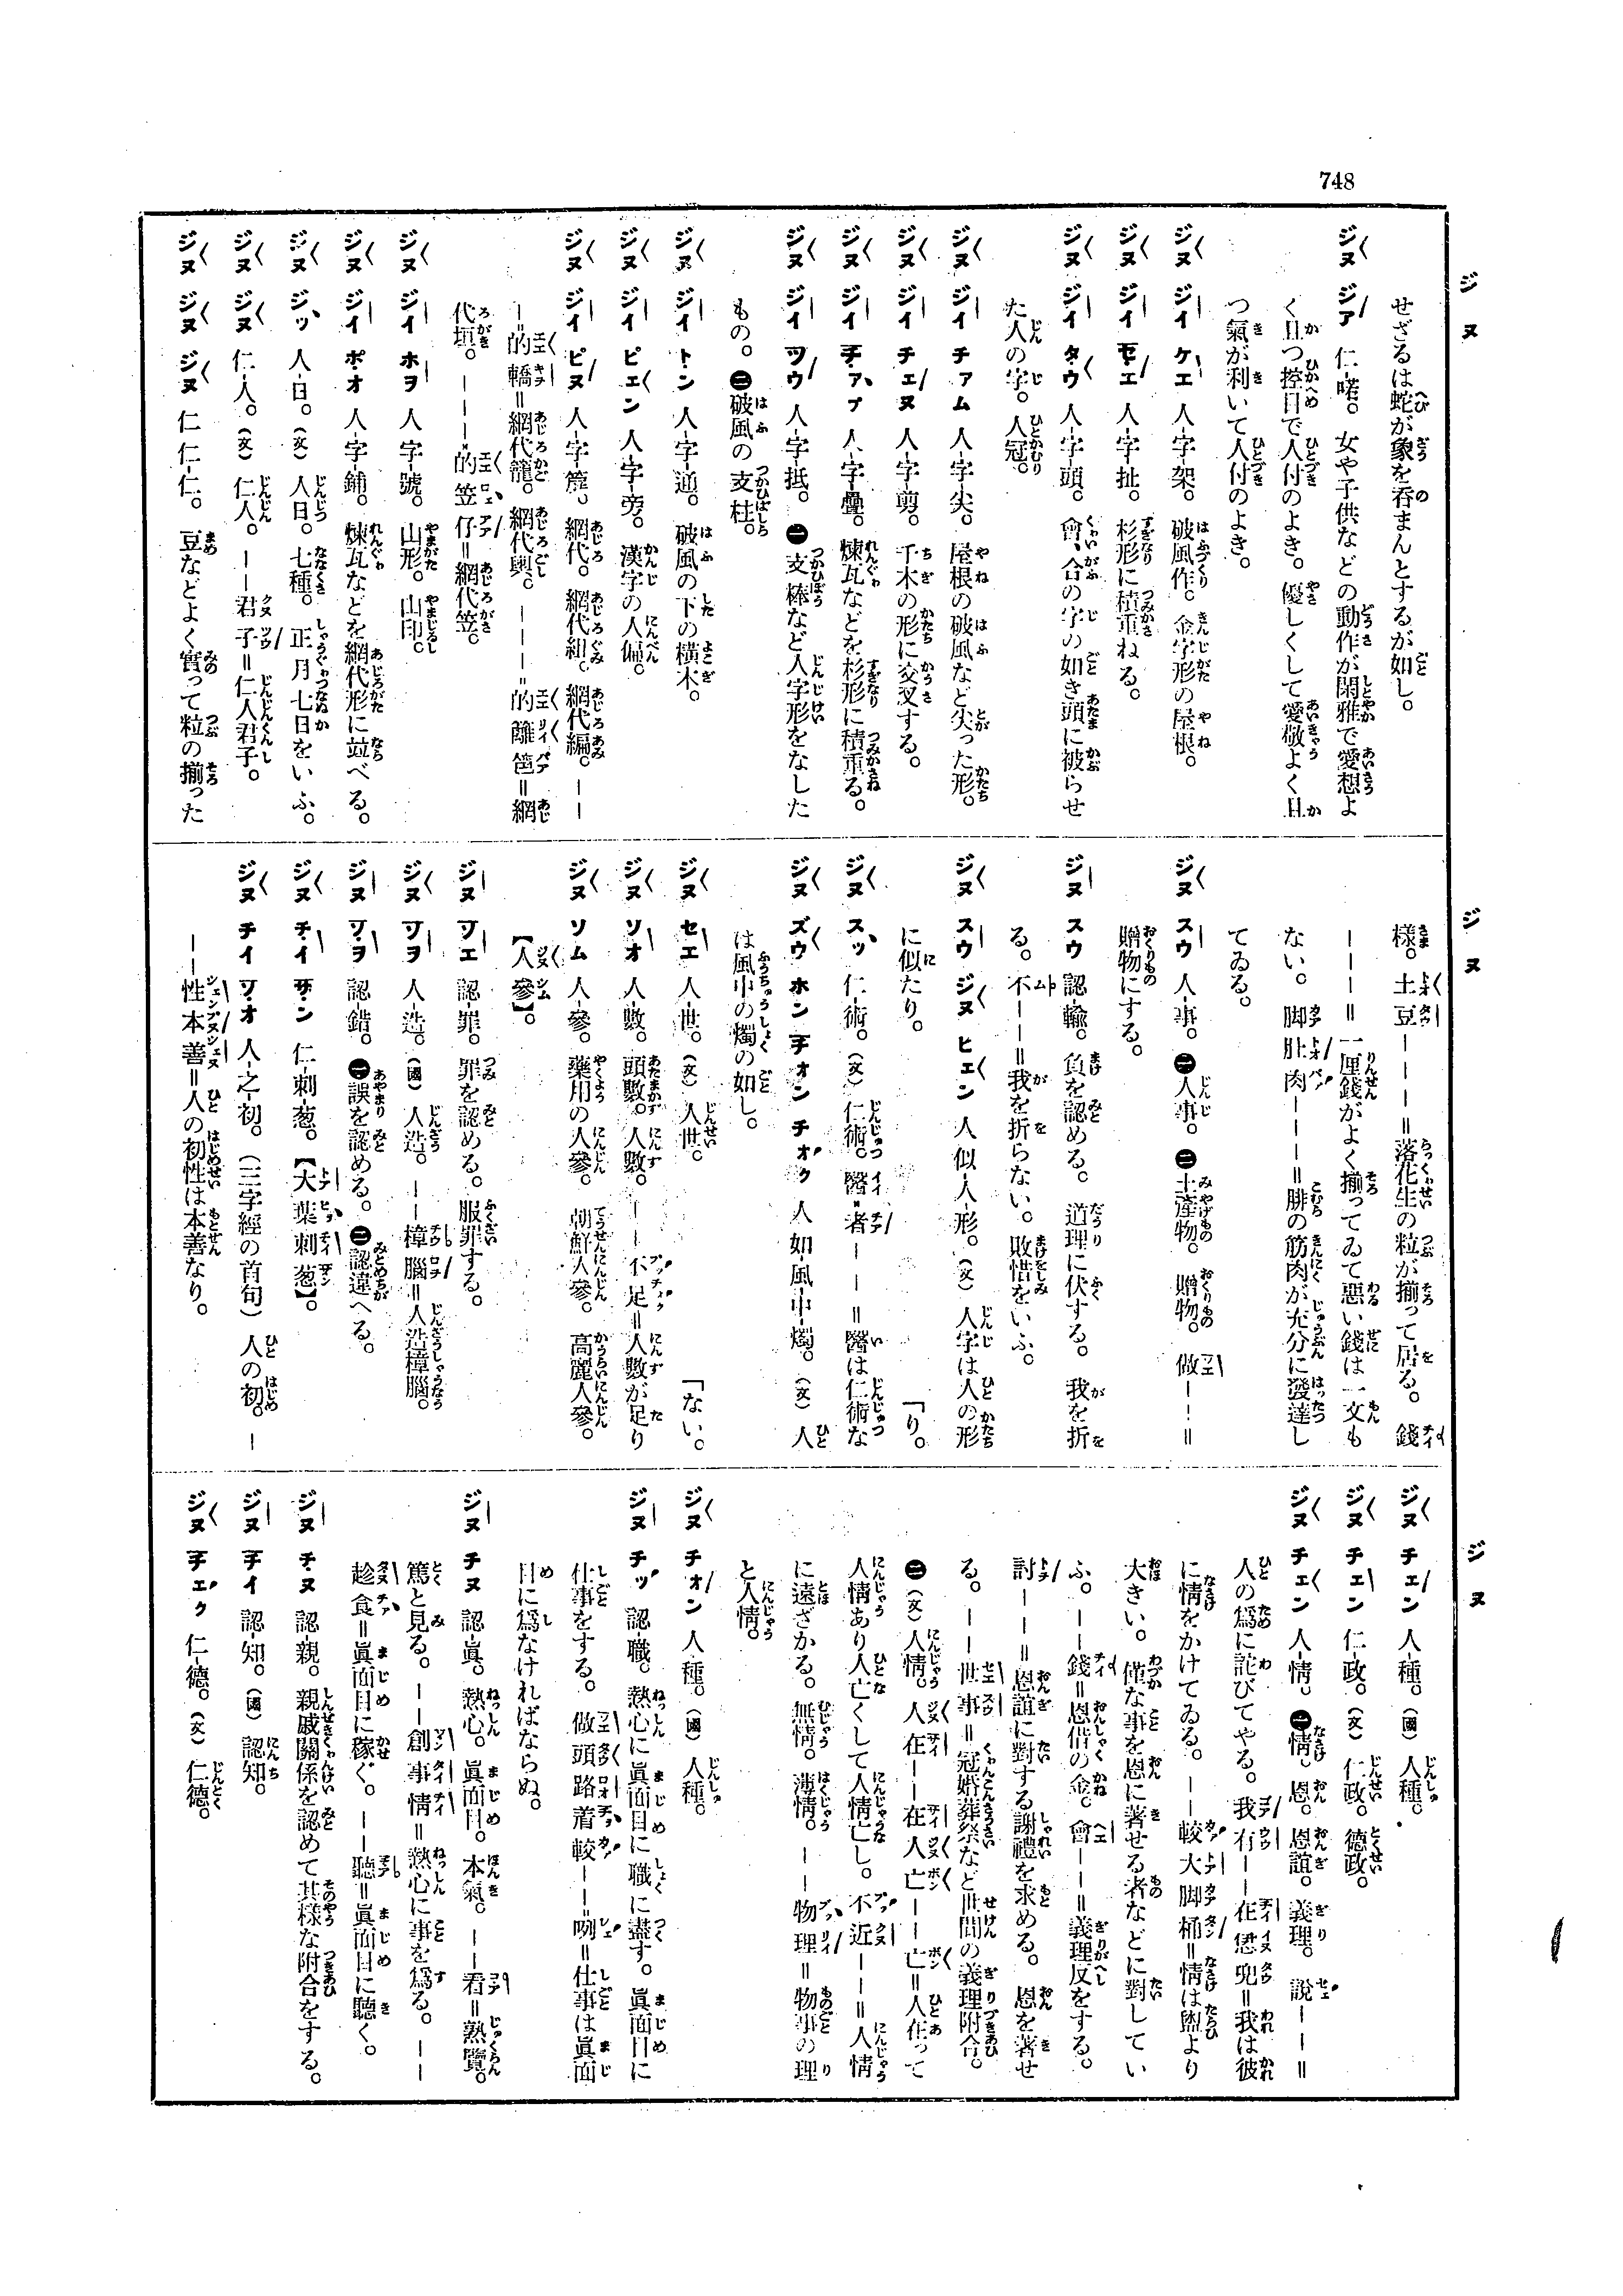 748
ジヌ
せざるは蛇が象を呑まんとするが如し。
ジヌ ジア 仁-喏。 女や子供などの動作が閑雅で愛想よ
く且つ控目で人付のよき。優しくして愛敬よく且
つ氣が利いて人付のよき。
ジヌ ジイ ケエ 人-字-架。 破風作。金字形の屋根。
ジヌ ジイ セエ 人-字-扯。 杉形に積重ねる。
ジヌ ジイ タウ 人-字-頭。 會、合の字の如き頭に被らせ
た人の字。人冠。
ジヌ ジイ チァム 人-字-尖。 屋根の破風など尖った形。
ジヌ ジイ チェヌ 人-字-剪。 千木の形に交叉する。
ジヌ ジイ チァプ 人-字-疊。 煉瓦などを杉形に積重る。
ジヌ ジイ ツウ 人-字-抵。 ㊀支棒など人字形をなした
もの。㊁破風の支柱。
ジヌ ジイ トン 人-字-通。 破風の下の橫木。
ジヌ ジイ ピェン 人-字-旁。 漢字の人偏。
ジヌ ジイ ピヌ 人-字-篾。 網代。網代組。網代編。——
—=的轎=網代籠。網代輿。———=的籬笆=網
代垣。———的笠仔=網代笠。
ジヌ ジイ ホヲ 人-字-號。 山形。山印。
ジヌ ジイ ポオ 人-字-鋪。 煉瓦などを網代形に竝べる。
ジヌ ジッ 人-日。(文) 人日。七種。正月七日をいふ。
ジヌ ジヌ 仁-人。(文) 仁人。——君子=仁人君子。
ジヌ ジヌ ジヌ 仁-仁-仁。 豆などよく實って粒の揃った
ジヌ
樣。土豆———=落花生の粒が揃って居る。錢
———=一厘錢がよく揃ってゐて惡い錢は一文も
ない。脚肚肉———=腓の筋肉が充分に發達し
てゐる。
ジヌ スウ 人-事。 ㊀人事。㊁土產物。贈物。做——=
贈物にする。
ジヌ スウ 認-輸。 負を認める。道理に伏する。我を折
る。不——=我を折らない。敗惜をいふ。
ジヌ スウ ジヌ ヒェン 人-似-人-形。(文) 人字は人の形
に似たり。
ジヌ スッ 仁-術。(文) 仁術。醫者——=醫は仁術な
「り。
ジヌ ズウ ホン チォン チォク 人-如-風-中-燭。(文) 人
は風中の燭の如し。
ジヌ セエ 人-世。(文) 人世。
「ない。
ジヌ ソオ 人-數。 頭數。人數。——不足=人數が足り
ジヌ ソム 人-參。 藥用の人參。朝鮮人參。高麗人參。
【人參】。
ジヌ ツエ 認-罪。 罪を認める。服罪する。
ジヌ ツヲ 人-造。(國) 人造。——樟腦=人造樟腦。
ジヌ ツヲ 認-錯。 ㊀誤を認める。㊁認違へる。
ジヌ チイ サン 仁-刺-葱。【大葉刺葱】。
ジヌ チイ ツオ 人-之-初。(三字經の首句) 人の初。—
——性本善=人の初性は本善なり。
ジヌ
ジヌ チェン 人-種。(國) 人種。
ジヌ チェン 仁-政。(文) 仁政。德政。
ジヌ チェン 人-情。 ㊀情。恩。恩誼。義理。說——=
人の爲に詫びてやる。我有——在您兜=我は彼
に情をかけてゐる。——較大脚桶=情は盥より
大きい。僅な事を恩に著せる者などに對してい
ふ。——錢=恩借の金。會——=義理反をする。
討——=恩誼に對する謝禮を求める。恩を著せ
る。——世事=冠婚葬祭など世間の義理附合。
㊁(文)人情。人在——在人亡——亡=人在って
人情あり人亡くして人情亡し。不近——=人情
に遠ざかる。無情。薄情。——物理=物事の理
と人情。
ジヌ チォン 人-種。(國) 人種。
ジヌ チッ 認-職。 熱心に眞面目に職に盡す。眞面目に
仕事をする。做頭路着較——咧=仕事は眞面
目に爲なければならぬ。
ジヌ チヌ 認-眞。 熱心。眞面目。本氣。——看=熟覽。
篤と見る。——創事情=熱心に事を爲る。——
趁食=眞面目に稼ぐ。——聽=眞面目に聽く。
ジヌ チヌ 認-親。 親戚關係を認めて其樣な附合をする。
ジヌ チイ 認-知。(國) 認知。
ジヌ チェク 仁-德。(文) 仁德。